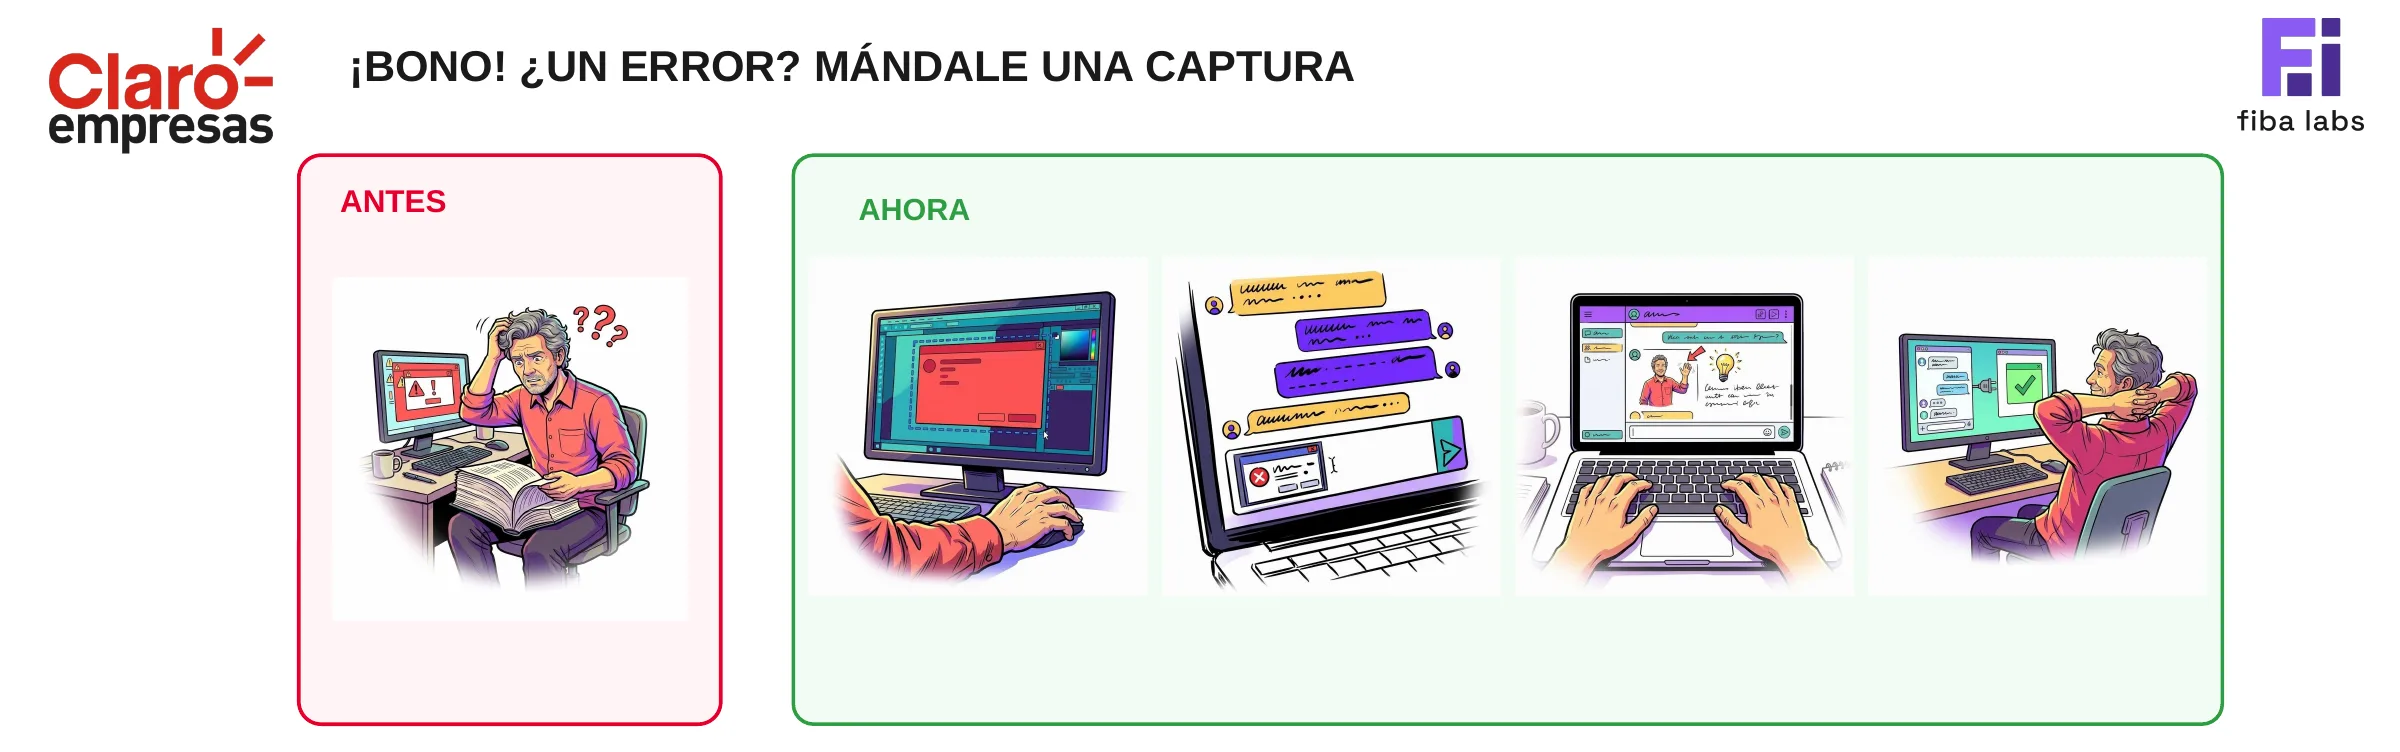 Claro
empresas
¡BONO! ¿UN ERROR? MÁNDALE UNA CAPTURA
fiba labs
ANTES
AHORA
???